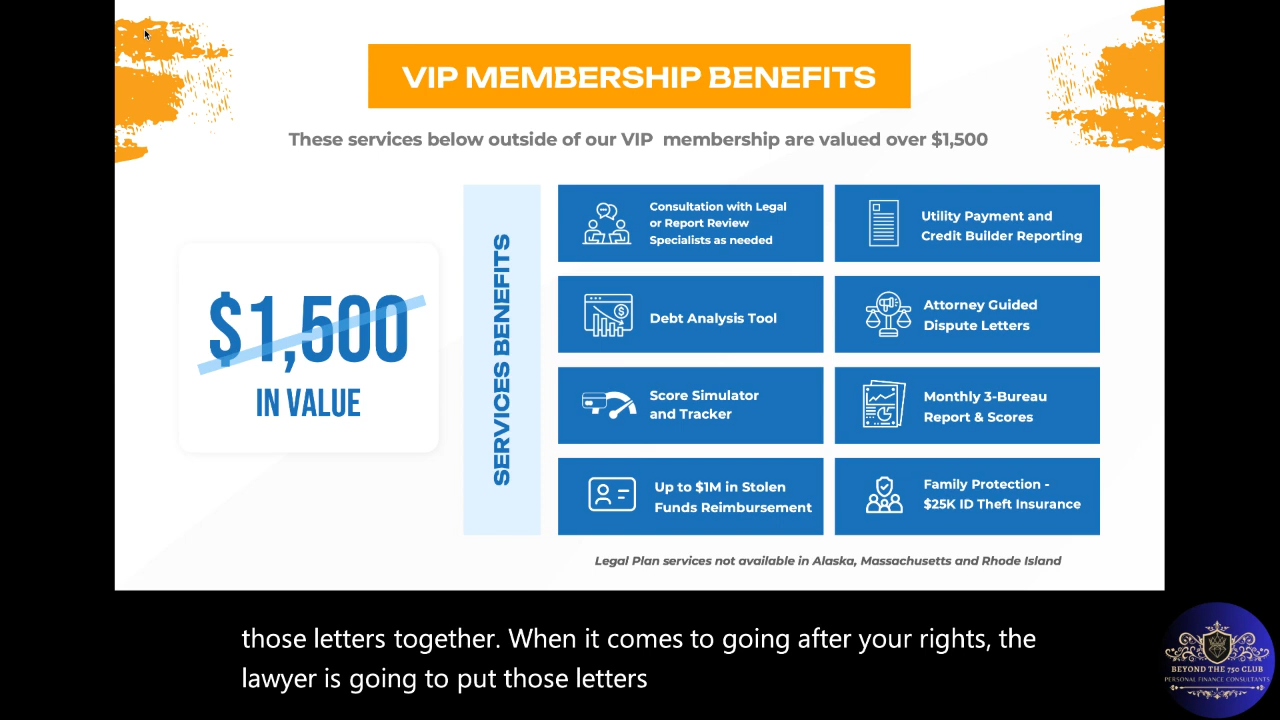 VIP MEMBERSHIP BENEFITS
These services below outside of our VIP membership are valued over $1,500
$1,500
IN VALUE
SERVICES BENEFITS
Consultation with Legal
or Report Review
Specialists as needed
Utility Payment and
Credit Builder Reporting
Debt Analysis Tool
Attorney Guided
Dispute Letters
Score Simulator
and Tracker
Monthly 3-Bureau
Report & Scores
Up to $1M in Stolen
Funds Reimbursement
Family Protection -
$25K ID Theft Insurance
Legal Plan services not available in Alaska, Massachusetts and Rhode Island
those letters together. When it comes to going after your rights, the
lawyer is going to put those letters
BEYOND THE 750 CLUB
PERSONAL FINANCE CONSULTANTS